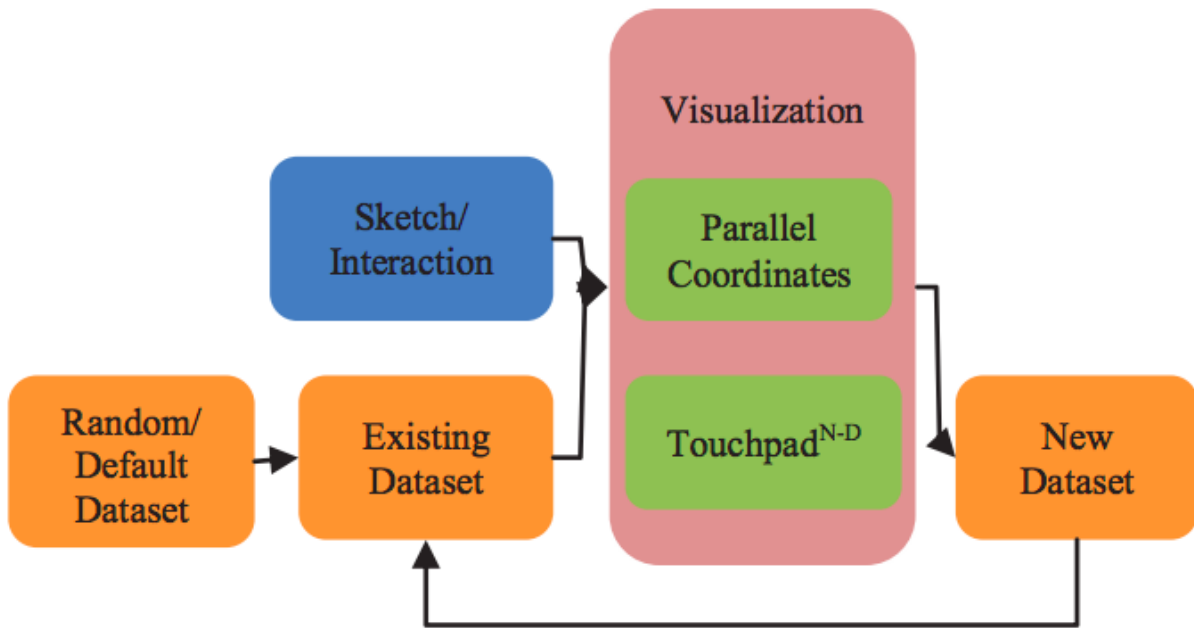 Visualization
Sketch/
Interaction
Parallel
Coordinates
Random/
Default
Dataset
Existing
Dataset
Touchpad^N-D
New
Dataset